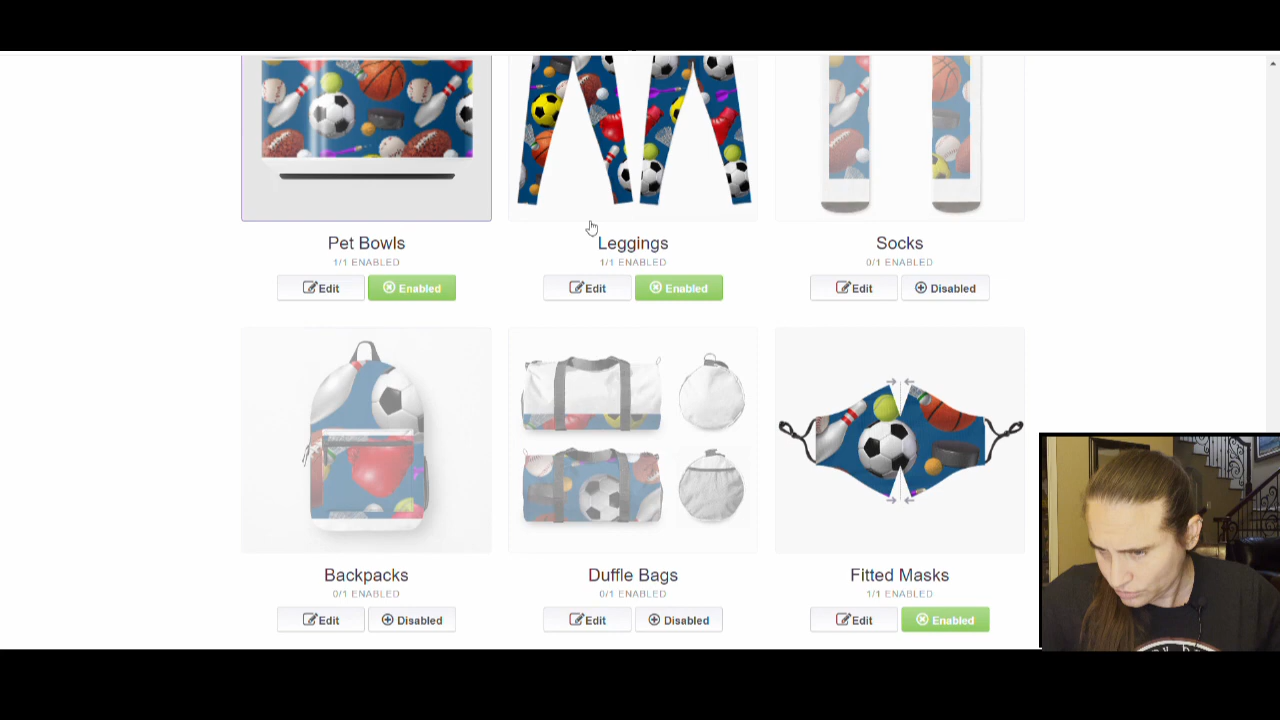 Pet Bowls
1/1 ENABLED
Edit
Enabled
Leggings
1/1 ENABLED
Edit
Enabled
Socks
0/1 ENABLED
Edit
Disabled
Backpacks
0/1 ENABLED
Edit
Disabled
Duffle Bags
0/1 ENABLED
Edit
Disabled
Fitted Masks
1/1 ENABLED
Edit
Enabled